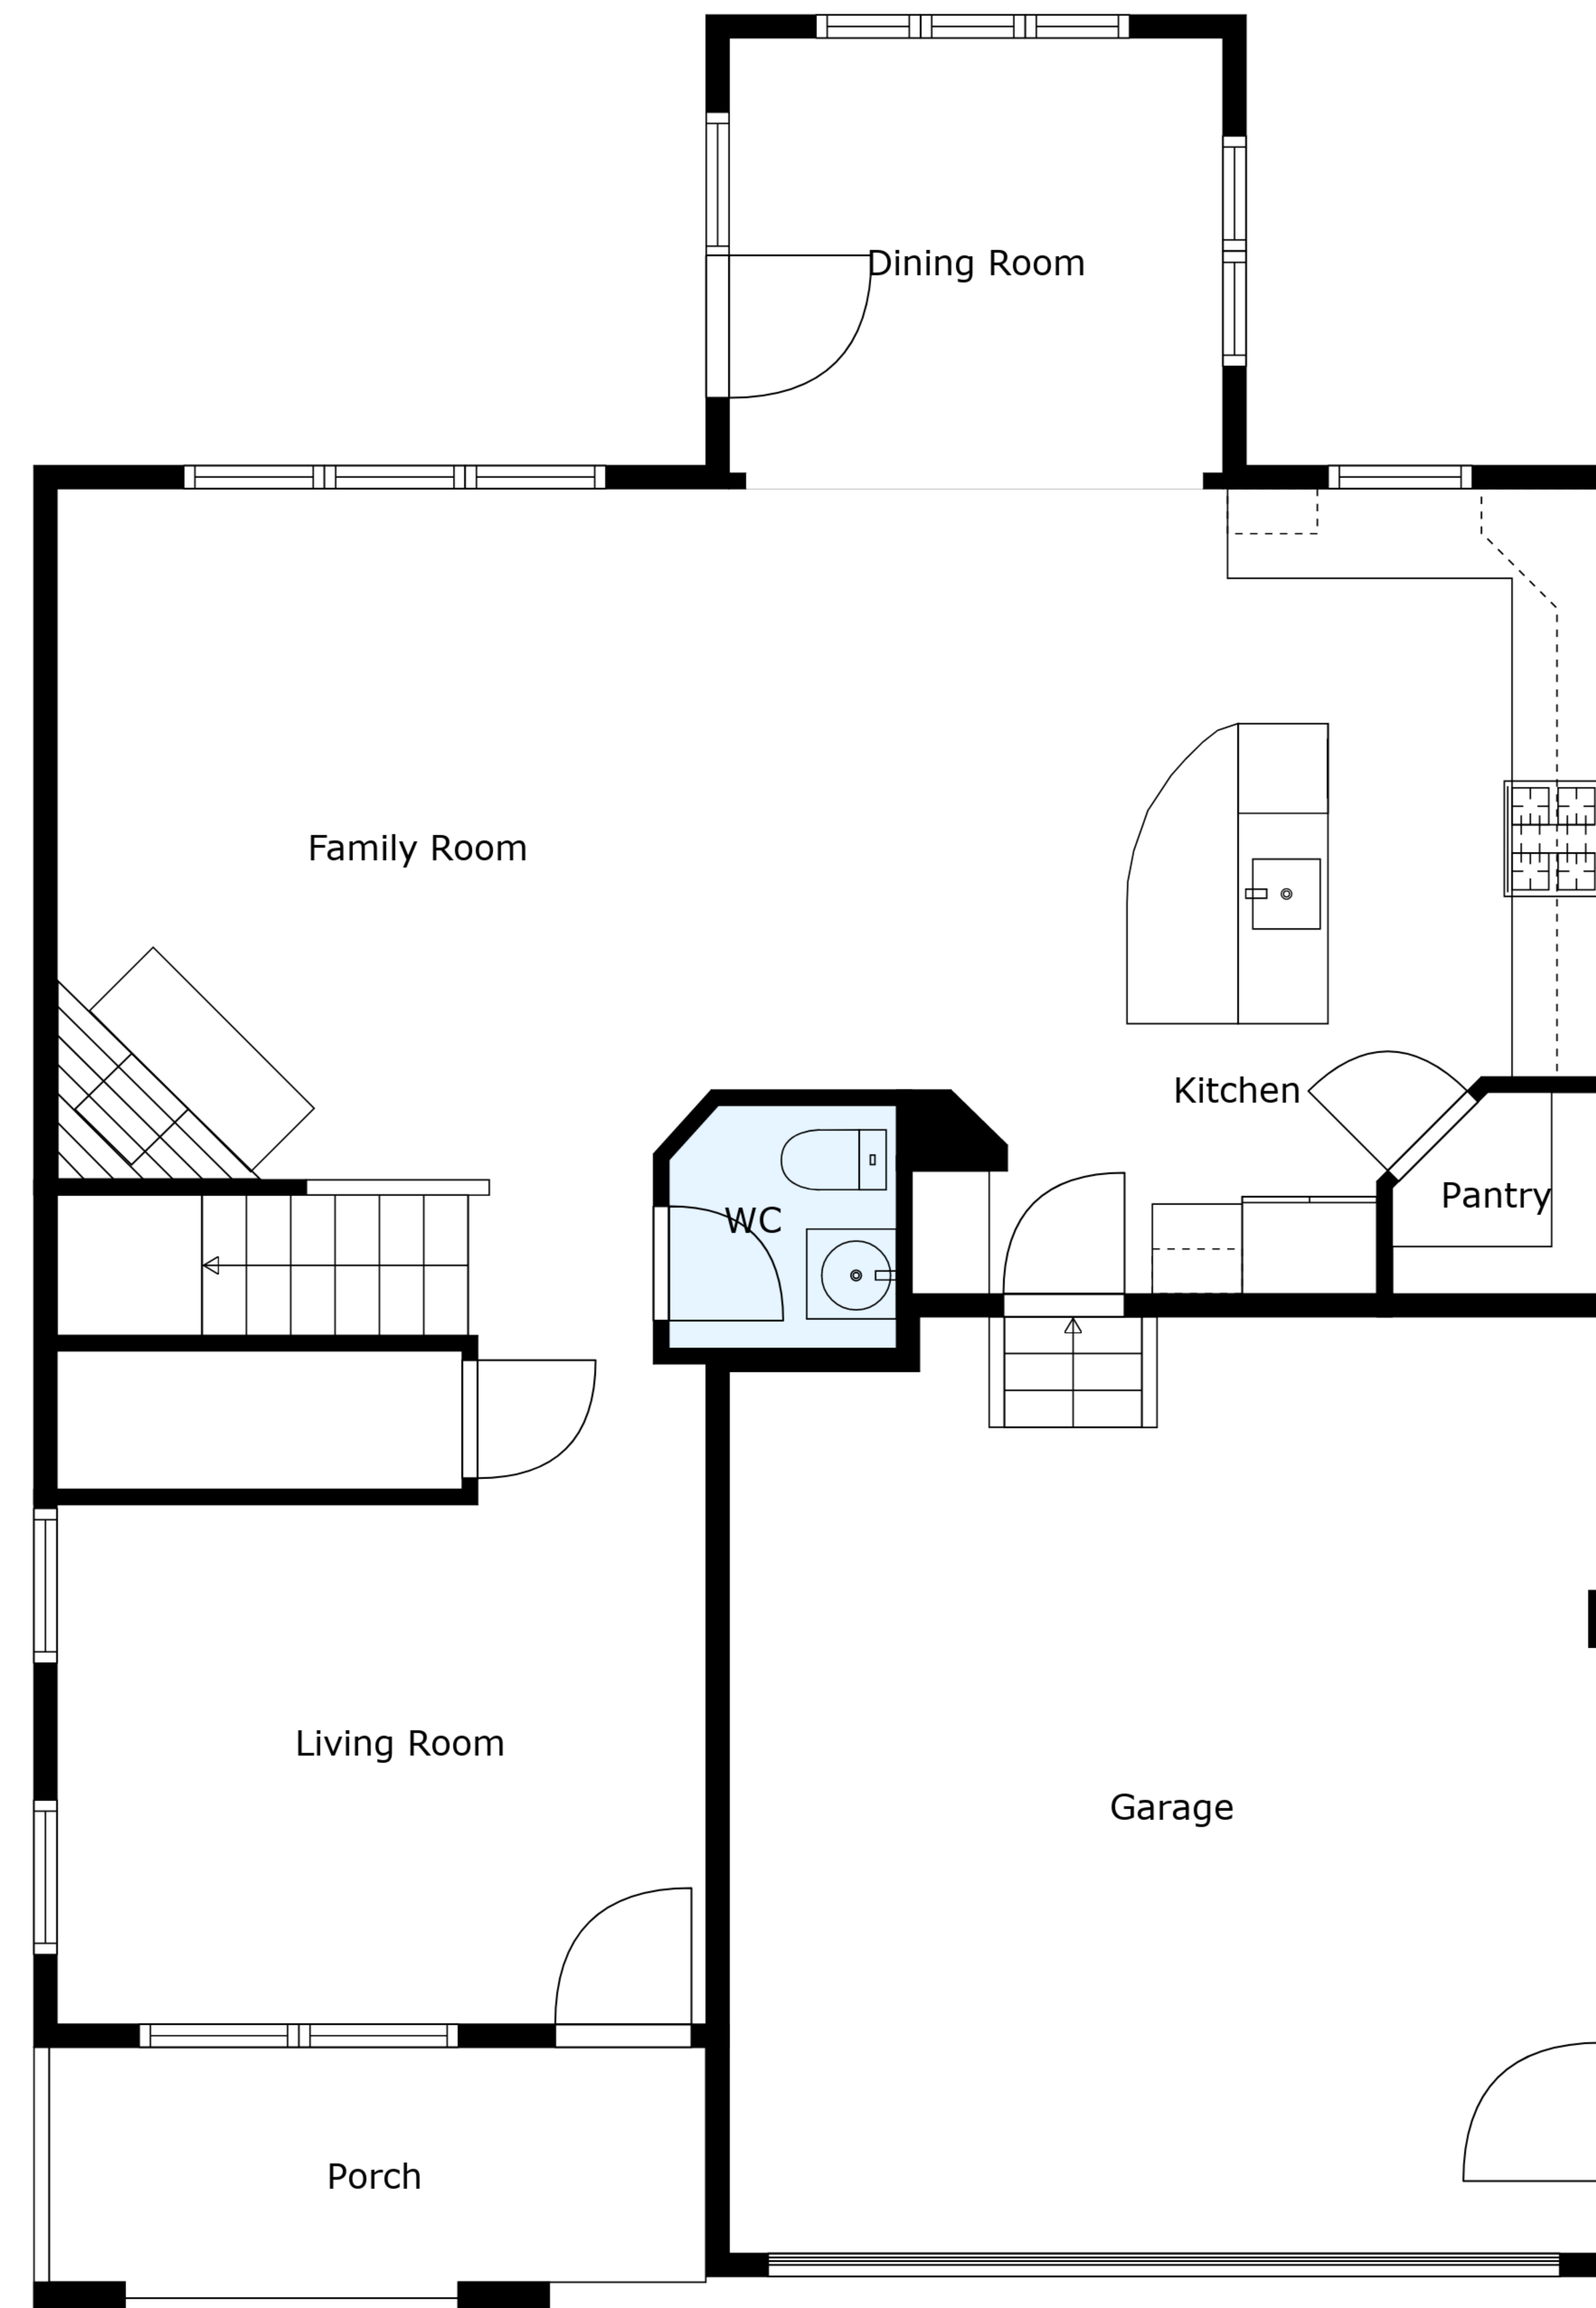 Dining Room
Family Room
Kitchen
Pantry
WC
Living Room
Garage
Porch